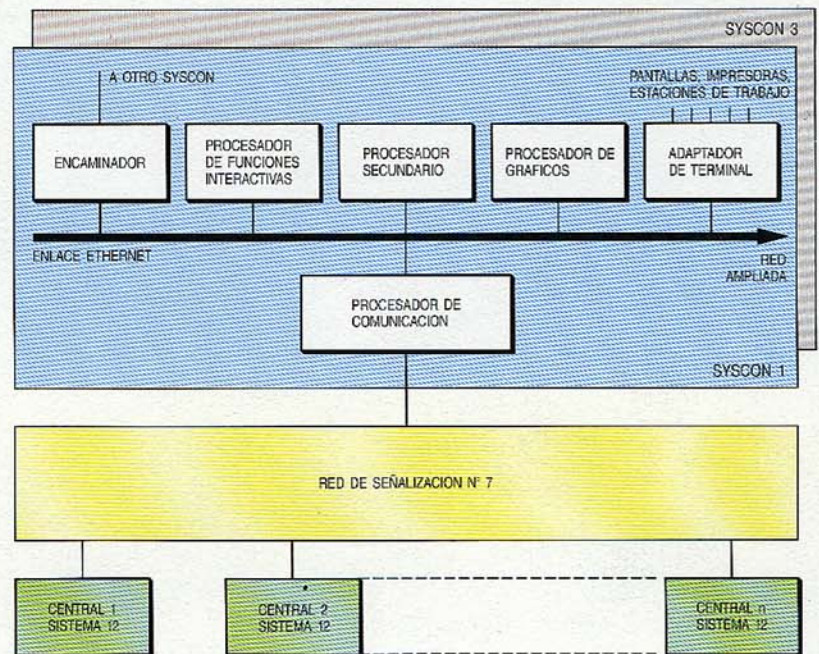 SYSCON 3
A OTRO SYSCON
PANTALLAS, IMPRESORAS,
ESTACIONES DE TRABAJO
ENCAMINADOR
PROCESADOR
DE FUNCIONES
INTERACTIVAS
PROCESADOR
SECUNDARIO
PROCESADOR DE
GRAFICOS
ADAPTADOR
DE TERMINAL
ENLACE ETHERNET
RED
AMPLIADA
PROCESADOR DE
COMUNICACION
SYSCON 1
RED DE SEÑALIZACION N° 7
CENTRAL 1
SISTEMA 12
CENTRAL 2
SISTEMA 12
CENTRAL n
SISTEMA 12